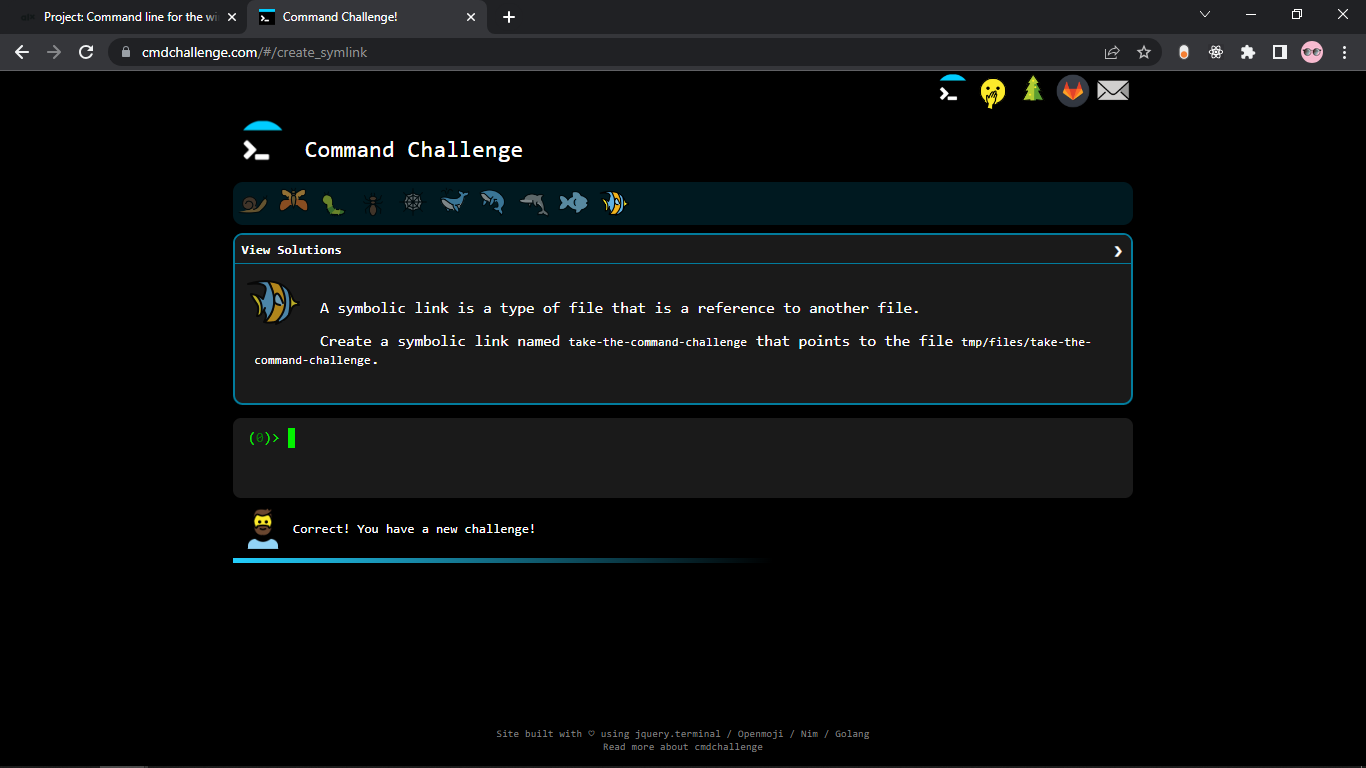 Project: Command line for the wi
Command Challenge!
cmdchallenge.com/#/create_symlink
Command Challenge
View Solutions
A symbolic link is a type of file that is a reference to another file.
Create a symbolic link named take-the-command-challenge that points to the file tmp/files/take-the-
command-challenge.
(0)>
Correct! You have a new challenge!
Site built with ♡ using jquery.terminal / Openmoji / Nim / Golang
Read more about cmdchallenge